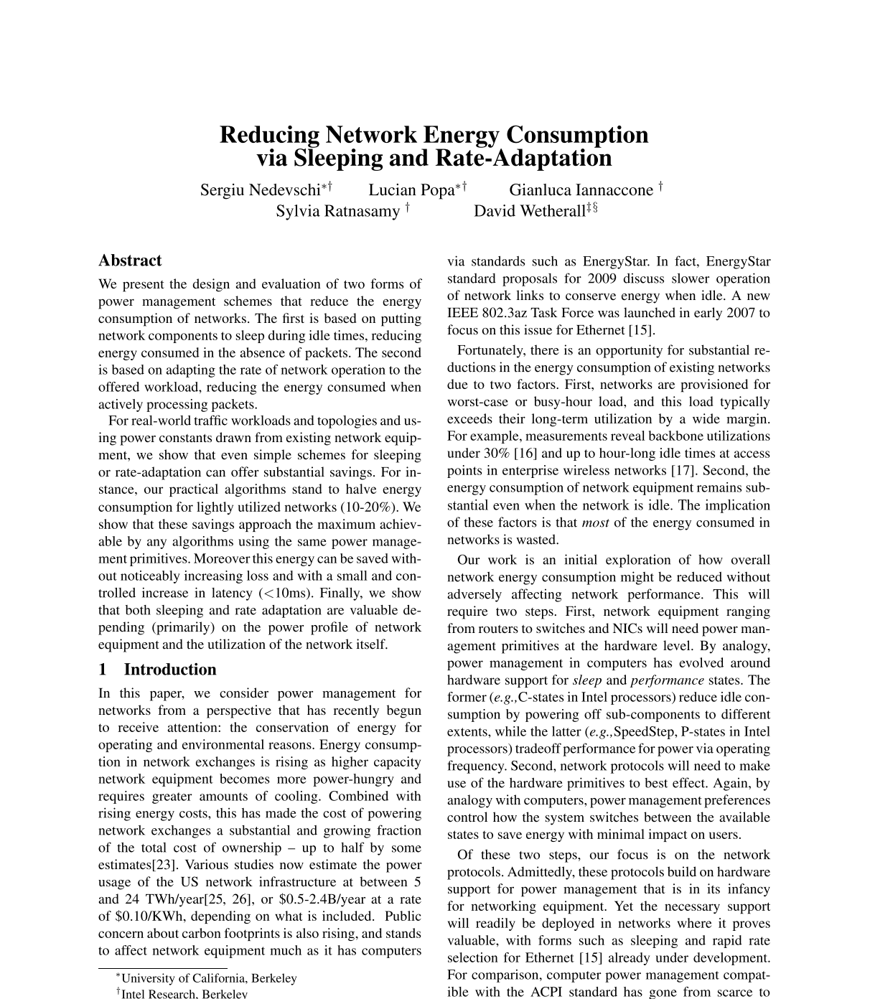 Reducing Network Energy Consumption
via Sleeping and Rate-Adaptation
Sergiu Nedevschi*† Lucian Popa*† Gianluca Iannaccone †
Sylvia Ratnasamy † David Wetherall‡§
Abstract
We present the design and evaluation of two forms of
power management schemes that reduce the energy
consumption of networks. The first is based on putting
network components to sleep during idle times, reducing
energy consumed in the absence of packets. The second
is based on adapting the rate of network operation to the
offered workload, reducing the energy consumed when
actively processing packets.
For real-world traffic workloads and topologies and us-
ing power constants drawn from existing network equip-
ment, we show that even simple schemes for sleeping
or rate-adaptation can offer substantial savings. For in-
stance, our practical algorithms stand to halve energy
consumption for lightly utilized networks (10-20%). We
show that these savings approach the maximum achiev-
able by any algorithms using the same power manage-
ment primitives. Moreover this energy can be saved with-
out noticeably increasing loss and with a small and con-
trolled increase in latency (<10ms). Finally, we show
that both sleeping and rate adaptation are valuable de-
pending (primarily) on the power profile of network
equipment and the utilization of the network itself.
1 Introduction
In this paper, we consider power management for
networks from a perspective that has recently begun
to receive attention: the conservation of energy for
operating and environmental reasons. Energy consump-
tion in network exchanges is rising as higher capacity
network equipment becomes more power-hungry and
requires greater amounts of cooling. Combined with
rising energy costs, this has made the cost of powering
network exchanges a substantial and growing fraction
of the total cost of ownership – up to half by some
estimates[23]. Various studies now estimate the power
usage of the US network infrastructure at between 5
and 24 TWh/year[25, 26], or $0.5-2.4B/year at a rate
of $0.10/KWh, depending on what is included. Public
concern about carbon footprints is also rising, and stands
to affect network equipment much as it has computers
*University of California, Berkeley
†Intel Research, Berkeley
via standards such as EnergyStar. In fact, EnergyStar
standard proposals for 2009 discuss slower operation
of network links to conserve energy when idle. A new
IEEE 802.3az Task Force was launched in early 2007 to
focus on this issue for Ethernet [15].
Fortunately, there is an opportunity for substantial re-
ductions in the energy consumption of existing networks
due to two factors. First, networks are provisioned for
worst-case or busy-hour load, and this load typically
exceeds their long-term utilization by a wide margin.
For example, measurements reveal backbone utilizations
under 30% [16] and up to hour-long idle times at access
points in enterprise wireless networks [17]. Second, the
energy consumption of network equipment remains sub-
stantial even when the network is idle. The implication
of these factors is that most of the energy consumed in
networks is wasted.
Our work is an initial exploration of how overall
network energy consumption might be reduced without
adversely affecting network performance. This will
require two steps. First, network equipment ranging
from routers to switches and NICs will need power man-
agement primitives at the hardware level. By analogy,
power management in computers has evolved around
hardware support for sleep and performance states. The
former (e.g.,C-states in Intel processors) reduce idle con-
sumption by powering off sub-components to different
extents, while the latter (e.g.,SpeedStep, P-states in Intel
processors) tradeoff performance for power via operating
frequency. Second, network protocols will need to make
use of the hardware primitives to best effect. Again, by
analogy with computers, power management preferences
control how the system switches between the available
states to save energy with minimal impact on users.
Of these two steps, our focus is on the network
protocols. Admittedly, these protocols build on hardware
support for power management that is in its infancy
for networking equipment. Yet the necessary support
will readily be deployed in networks where it proves
valuable, with forms such as sleeping and rapid rate
selection for Ethernet [15] already under development.
For comparison, computer power management compat-
ible with the ACPI standard has gone from scarce to